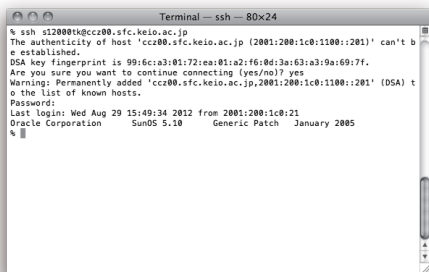 Terminal — ssh — 80×24
% ssh s12000tk@ccz00.sfc.keio.ac.jp
The authenticity of host 'ccz00.sfc.keio.ac.jp (2001:200:1c0:1100::201)' can't b
e established.
DSA key fingerprint is 99:6c:a3:01:72:ea:01:a2:f6:0d:3a:63:a3:9a:69:7f.
Are you sure you want to continue connecting (yes/no)? yes
Warning: Permanently added 'ccz00.sfc.keio.ac.jp,2001:200:1c0:1100::201' (DSA) t
o the list of known hosts.
Password:
Last login: Wed Aug 29 15:49:34 2012 from 2001:200:1c0:21
Oracle Corporation SunOS 5.10 Generic Patch January 2005
%